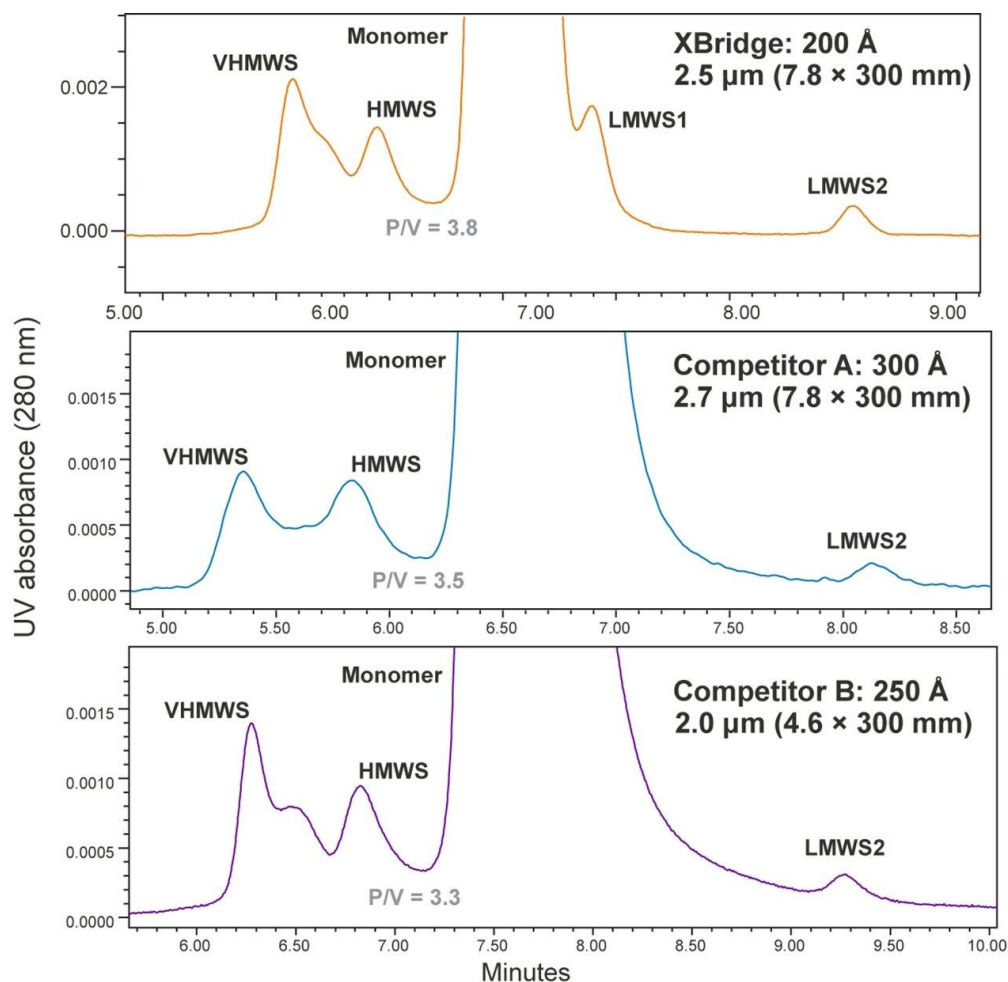 UV absorbance (280 nm)
XBridge: 200 Å
2.5 µm (7.8 × 300 mm)
Monomer
VHMWS
HMWS
LMWS1
LMWS2
P/V = 3.8
0.002
0.000
5.00 6.00 7.00 8.00 9.00
Competitor A: 300 Å
2.7 µm (7.8 × 300 mm)
Monomer
VHMWS
HMWS
LMWS2
P/V = 3.5
0.0015
0.0010
0.0005
0.0000
5.00 5.50 6.00 6.50 7.00 7.50 8.00 8.50
Competitor B: 250 Å
2.0 µm (4.6 × 300 mm)
Monomer
VHMWS
HMWS
LMWS2
P/V = 3.3
0.0015
0.0010
0.0005
0.0000
6.00 6.50 7.00 7.50 8.00 8.50 9.00 9.50 10.00
Minutes